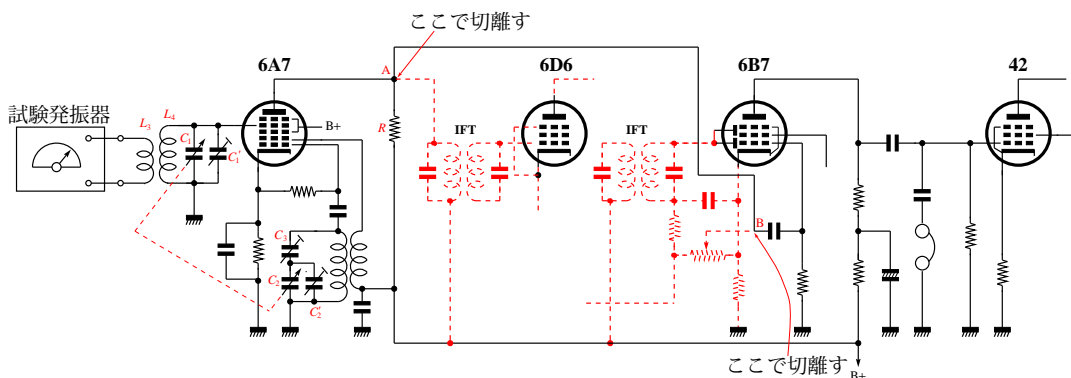 ここで切離す
6A7
6D6
6B7
42
試験発振器
L3
L4
C1
C1'
B+
A
R
IFT
IFT
B
C3
C2
C2'
ここで切離す
B+